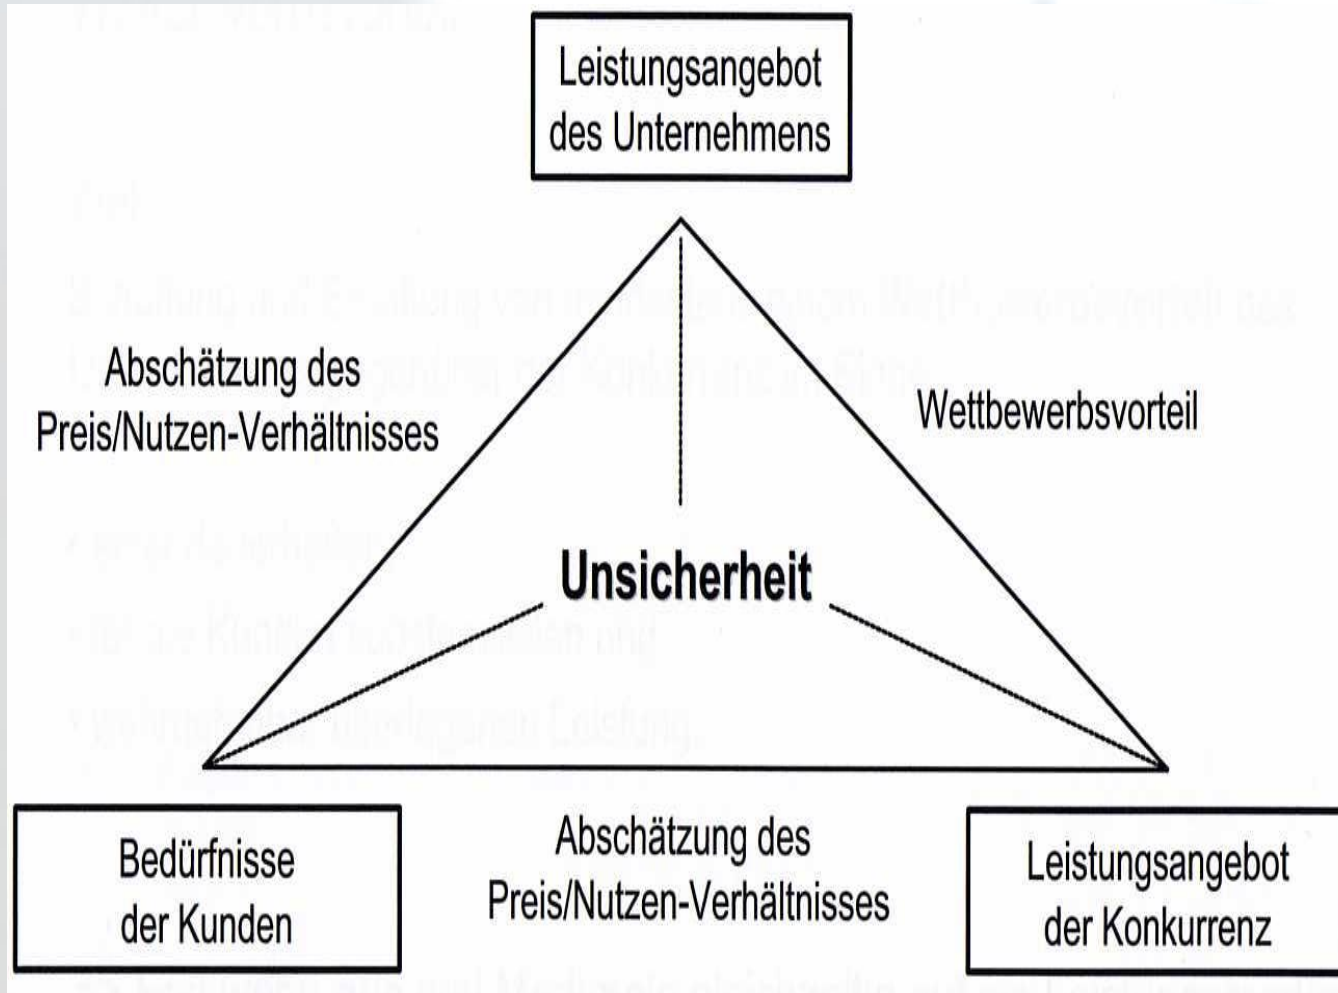 Leistungsangebot
des Unternehmens
Abschätzung des
Preis/Nutzen-Verhältnisses
Wettbewerbsvorteil
Unsicherheit
Bedürfnisse
der Kunden
Abschätzung des
Preis/Nutzen-Verhältnisses
Leistungsangebot
der Konkurrenz